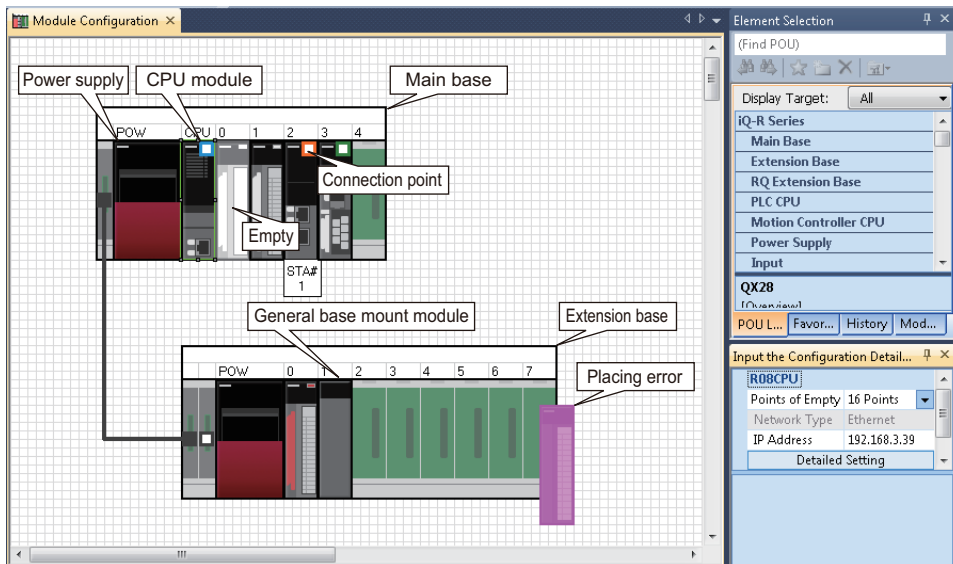 Module Configuration
Power supply
CPU module
Main base
POW CPU 0 1 2 3 4
Connection point
Empty
STA#
1
General base mount module
Extension base
POW 0 1 2 3 4 5 6 7
Placing error
Element Selection
(Find POU)
Display Target: All
iQ-R Series
Main Base
Extension Base
RQ Extension Base
PLC CPU
Motion Controller CPU
Power Supply
Input
QX28
[Overview]
POU L... Favor... History Mod...
Input the Configuration Detail...
R08CPU
Points of Empty 16 Points
Network Type Ethernet
IP Address 192.168.3.39
Detailed Setting